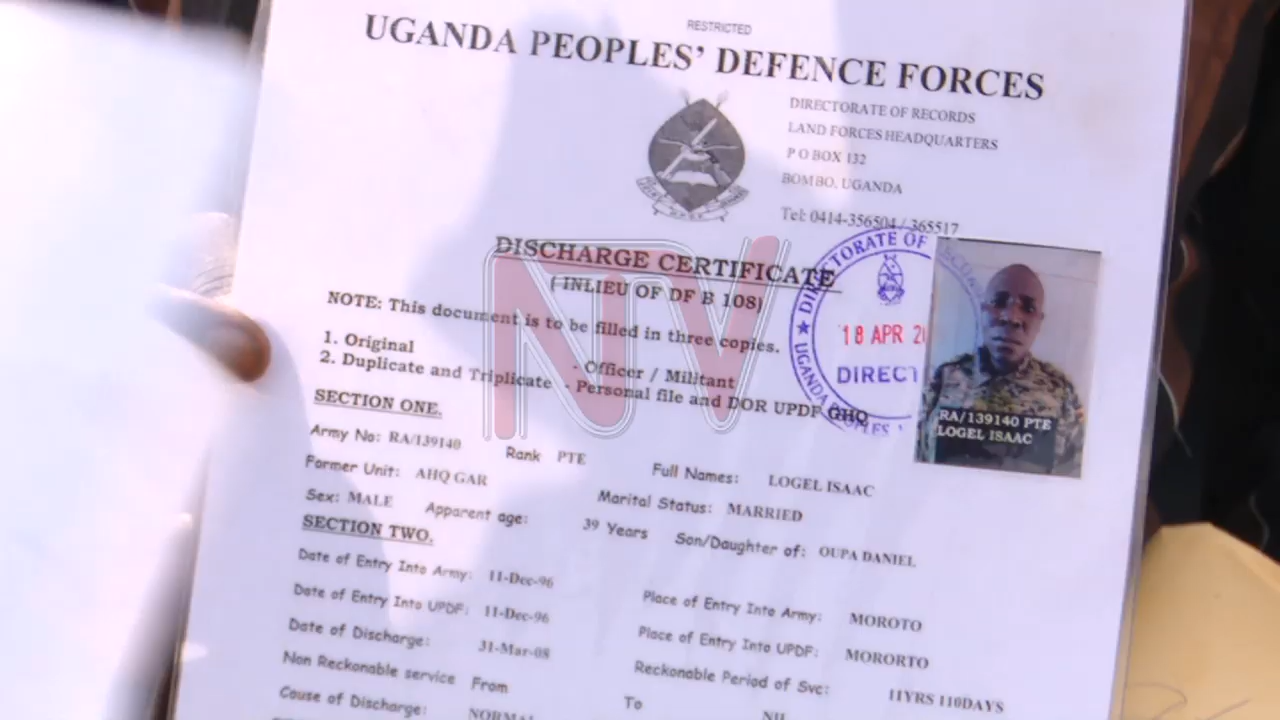 RESTRICTED
UGANDA PEOPLES' DEFENCE FORCES
DIRECTORATE OF RECORDS
LAND FORCES HEADQUARTERS
P O BOX 132
BOMBO, UGANDA
Tel: 0414-356504 / 365517
DISCHARGE CERTIFICATE
(INLIEU OF DF B 108)
NTV
DIRECTORATE OF
18 APR
DIRECT
UGANDA PEOPLES
NOTE: This document is to be filled in three copies.
1. Original - Officer / Militant
2. Duplicate and Triplicate - Personal file and DOR UPDF GHQ
RA/139140 PTE
LOGEL ISAAC
SECTION ONE.
Army No: RA/139140 Rank PTE Full Names: LOGEL ISAAC
Former Unit: AHQ GAR Marital Status: MARRIED
Sex: MALE Apparent age: 39 Years Son/Daughter of: OUPA DANIEL
SECTION TWO.
Date of Entry Into Army: 11-Dec-96 Place of Entry Into Army: MOROTO
Date of Entry Into UPDF: 11-Dec-96 Place of Entry Into UPDF: MORORTO
Date of Discharge: 31-Mar-08 Reckonable Period of Svc: 11YRS 110DAYS
Non Reckonable service From To NIL
Cause of Discharge: NORMAL